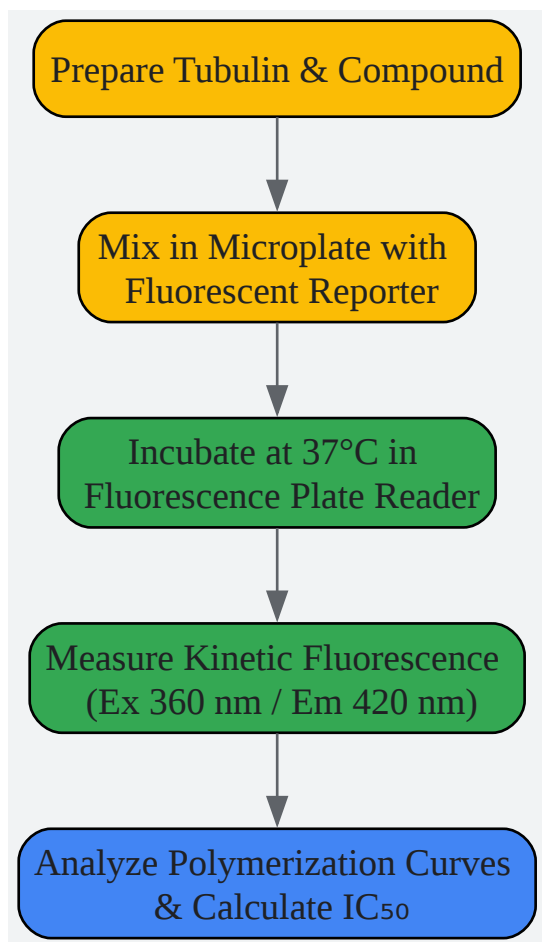 Prepare Tubulin & Compound
Mix in Microplate with
Fluorescent Reporter
Incubate at 37°C in
Fluorescence Plate Reader
Measure Kinetic Fluorescence
(Ex 360 nm / Em 420 nm)
Analyze Polymerization Curves
& Calculate IC₅₀